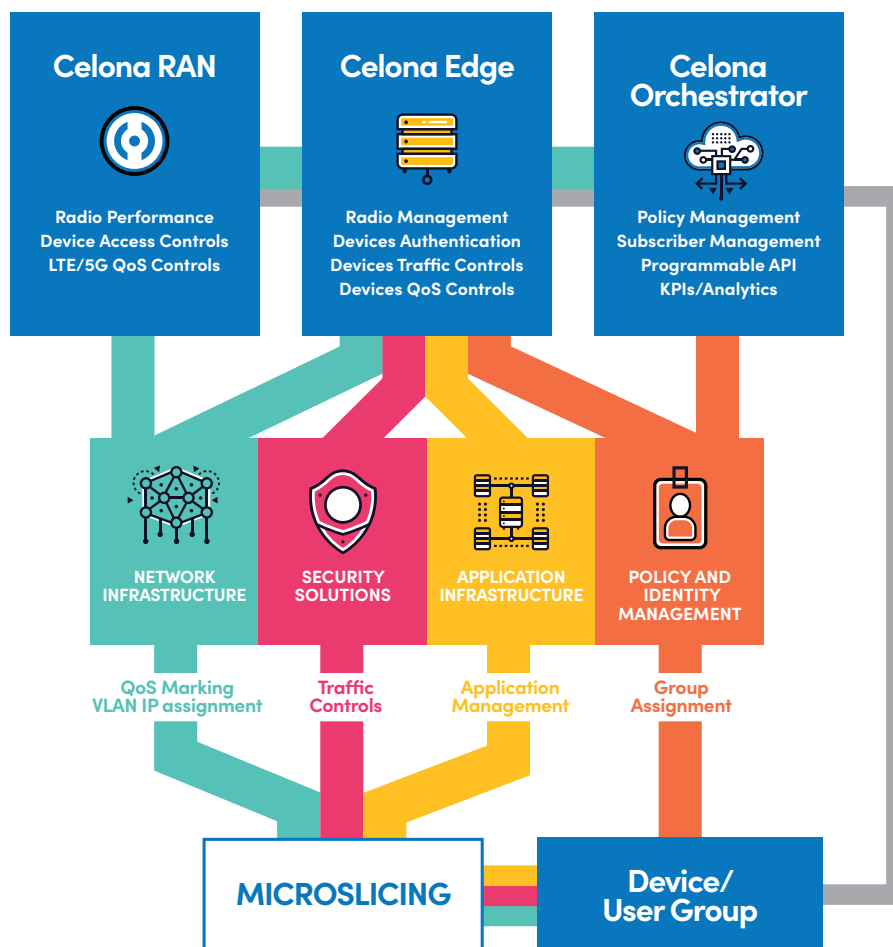 Celona RAN
Radio Performance
Device Access Controls
LTE/5G QoS Controls
Celona Edge
Radio Management
Devices Authentication
Devices Traffic Controls
Devices QoS Controls
Celona
Orchestrator
Policy Management
Subscriber Management
Programmable API
KPIs/Analytics
NETWORK
INFRASTRUCTURE
SECURITY
SOLUTIONS
APPLICATION
INFRASTRUCTURE
POLICY AND
IDENTITY
MANAGEMENT
QoS Marking
VLAN IP assignment
Traffic
Controls
Application
Management
Group
Assignment
MICROSLICING
Device/
User Group